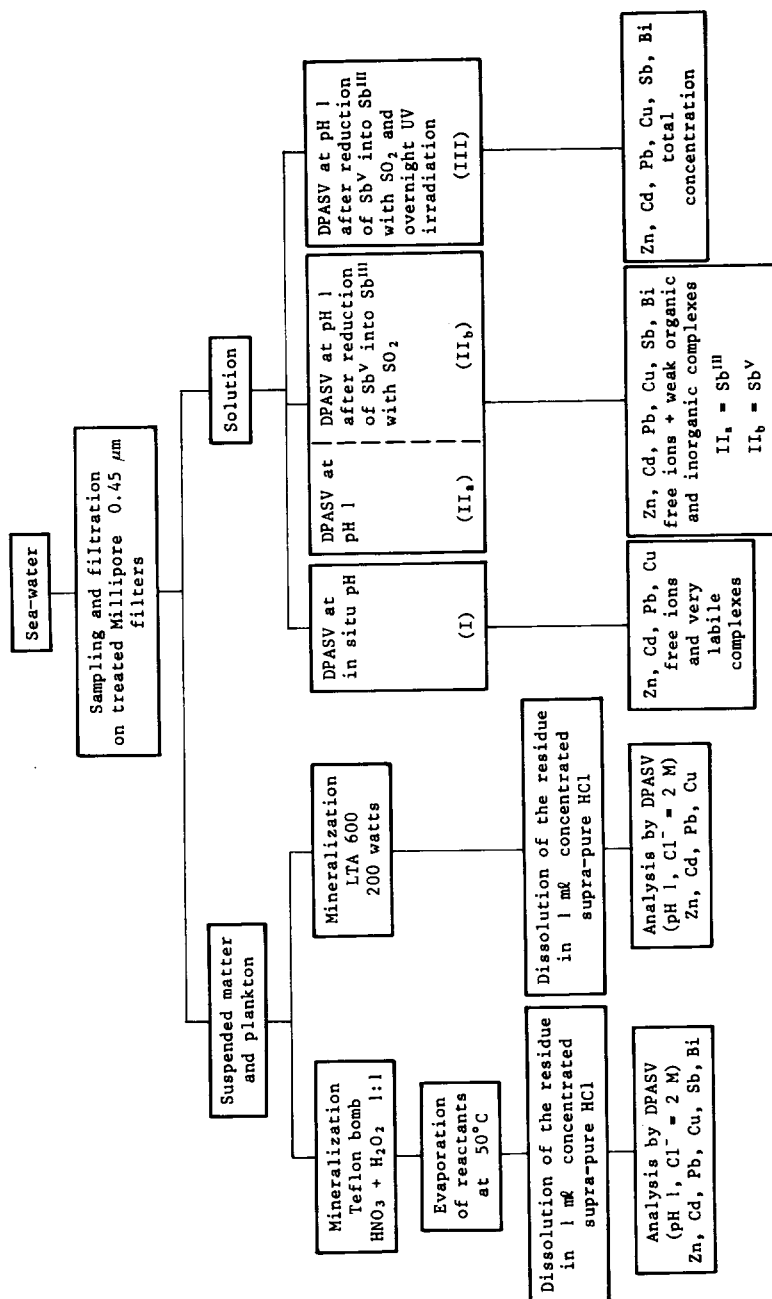 Sea-water
Sampling and filtration
on treated Millipore 0.45 μm
filters
Suspended matter
and plankton
Solution
Mineralization
Teflon bomb
HNO₃ + H₂O₂ 1:1
Mineralization
LTA 600
200 watts
DPASV at
in situ pH
(I)
DPASV at
pH 1
(IIₐ)
DPASV at pH 1
after reduction
of Sbⱽ into Sbᴵᴵᴵ
with SO₂
(II_b)
DPASV at pH 1
after reduction
of Sbⱽ into Sbᴵᴵᴵ
with SO₂ and
overnight UV
irradiation
(III)
Evaporation
of reactants
at 50°C
Dissolution of the residue
in 1 mℓ concentrated
supra-pure HCl
Dissolution of the residue
in 1 mℓ concentrated
supra-pure HCl
Analysis by DPASV
(pH 1, Cl⁻ = 2 M)
Zn, Cd, Pb, Cu, Sb, Bi
Analysis by DPASV
(pH 1, Cl⁻ = 2 M)
Zn, Cd, Pb, Cu
Zn, Cd, Pb, Cu
free ions
and very
labile
complexes
Zn, Cd, Pb, Cu, Sb, Bi
free ions + weak organic
and inorganic complexes
IIₐ = Sbᴵᴵᴵ
II_b = Sbⱽ
Zn, Cd, Pb, Cu, Sb, Bi
total
concentration